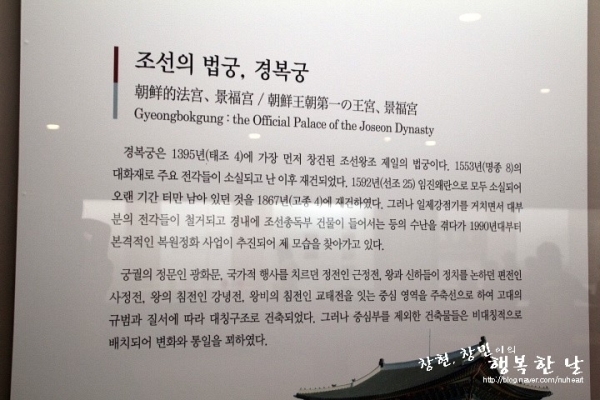 조선의 법궁, 경복궁
朝鲜的法宫、景福宫 / 朝鮮王朝第一の王宮、景福宮
Gyeongbokgung : the Official Palace of the Joseon Dynasty
경복궁은 1395년(태조 4)에 가장 먼저 창건된 조선왕조 제일의 법궁이다. 1553년(명종 8)의
대화재로 주요 전각들이 소실되고 난 이후 재건되었다. 1592년(선조 25) 임진왜란으로 모두 소실되어
오랜 기간 터만 남아 있던 것을 1867년(고종 4)에 재건하였다. 그러나 일제강점기를 거치면서 대부
분의 전각들이 철거되고 경내에 조선총독부 건물이 들어서는 등의 수난을 겪다가 1990년대부터
본격적인 복원정화 사업이 추진되어 제 모습을 찾아가고 있다.
궁궐의 정문인 광화문, 국가적 행사를 치르던 정전인 근정전, 왕과 신하들이 정치를 논하던 편전인
사정전, 왕의 침전인 강녕전, 왕비의 침전인 교태전을 잇는 중심 영역을 주축선으로 하여 고대의
규범과 질서에 따라 대칭구조로 건축되었다. 그러나 중심부를 제외한 건축물들은 비대칭적으로
배치되어 변화와 통일을 꾀하였다.
창현, 창민이의
행복한 날
http://blog.naver.com/nuheart